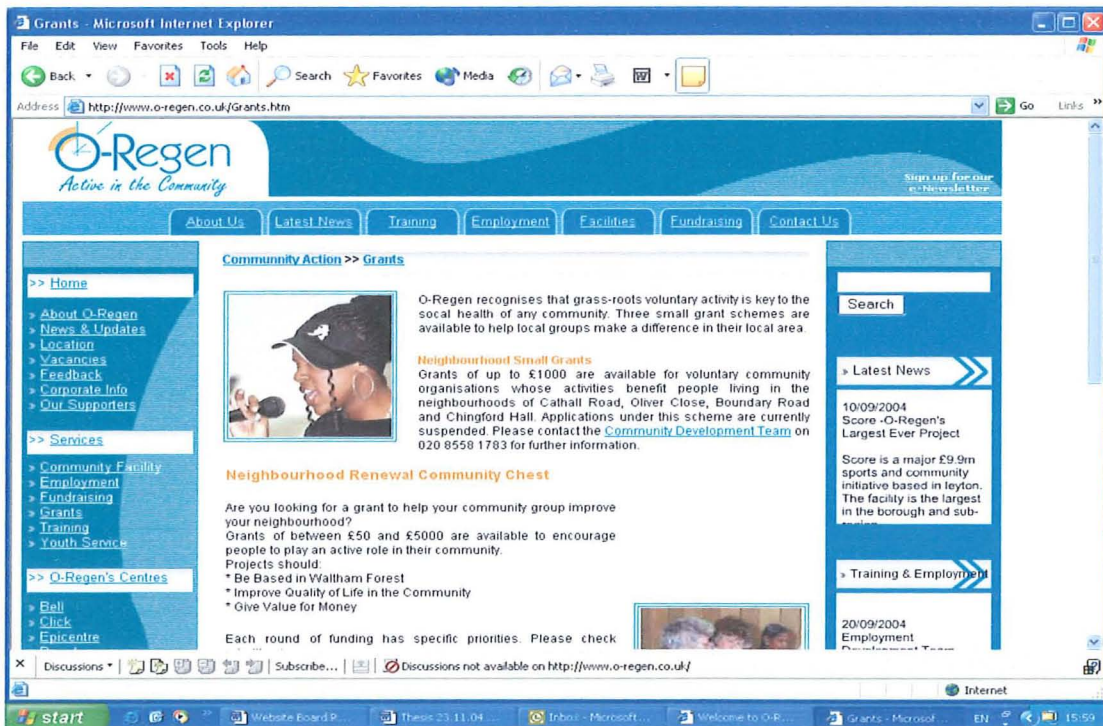 Grants - Microsoft Internet Explorer
File Edit View Favorites Tools Help
Back Search Favorites Media
Address http://www.o-regen.co.uk/Grants.htm Go Links »
O-Regen
Active in the Community
Sign up for our
e-Newsletter
About Us Latest News Training Employment Facilities Fundraising Contact Us
>> Home
» About O-Regen
» News & Updates
» Location
» Vacancies
» Feedback
» Corporate Info
» Our Supporters
>> Services
» Community Facility
» Employment
» Fundraising
» Grants
» Training
» Youth Service
>> O-Regen's Centres
» Bell
» Click
» Epicentre
Communnity Action >> Grants
O-Regen recognises that grass-roots voluntary activity is key to the
socal health of any community. Three small grant schemes are
available to help local groups make a difference in their local area.
Neighbourhood Small Grants
Grants of up to £1000 are available for voluntary community
organisations whose activities benefit people living in the
neighbourhoods of Cathall Road, Oliver Close, Boundary Road
and Chingford Hall. Applications under this scheme are currently
suspended. Please contact the Community Development Team on
020 8558 1783 for further information.
Neighbourhood Renewal Community Chest
Are you looking for a grant to help your community group improve
your neighbourhood?
Grants of between £50 and £5000 are available to encourage
people to play an active role in their community.
Projects should:
* Be Based in Waltham Forest
* Improve Quality of Life in the Community
* Give Value for Money
Each round of funding has specific priorities. Please check
Search
» Latest News
10/09/2004
Score -O-Regen's
Largest Ever Project
Score is a major £9.9m
sports and community
initiative based in leyton.
The facility is the largest
in the borough and sub-
» Training & Employment
20/09/2004
Employment
Development Team
× Discussions Subscribe... Discussions not available on http://www.o-regen.co.uk/
Internet
start Website Board P... Thesis 23.11.04 ... Inbox - Microsoft... Welcome to O-R... Grants - Microsof... EN 15:59